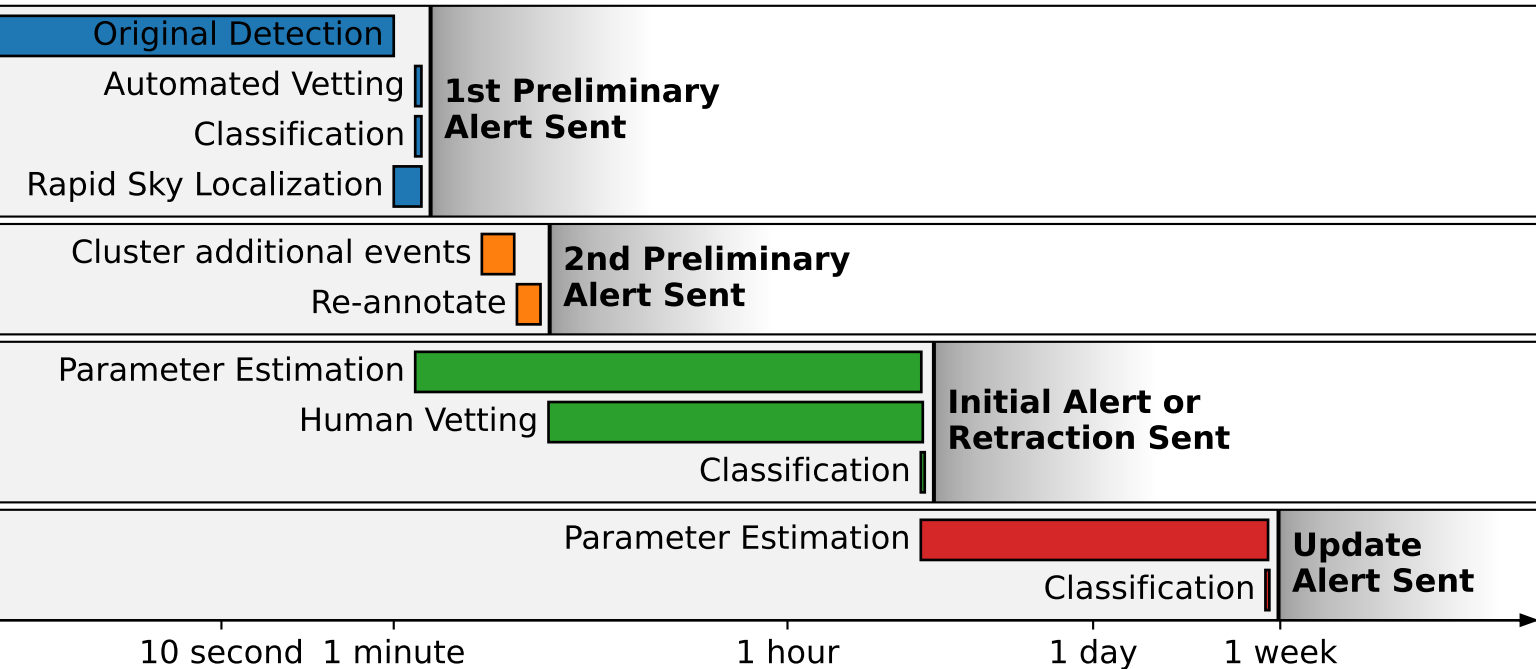 Original Detection
Automated Vetting
Classification
Rapid Sky Localization
1st Preliminary
Alert Sent
Cluster additional events
Re-annotate
2nd Preliminary
Alert Sent
Parameter Estimation
Human Vetting
Classification
Initial Alert or
Retraction Sent
Parameter Estimation
Classification
Update
Alert Sent
10 second 1 minute 1 hour 1 day 1 week